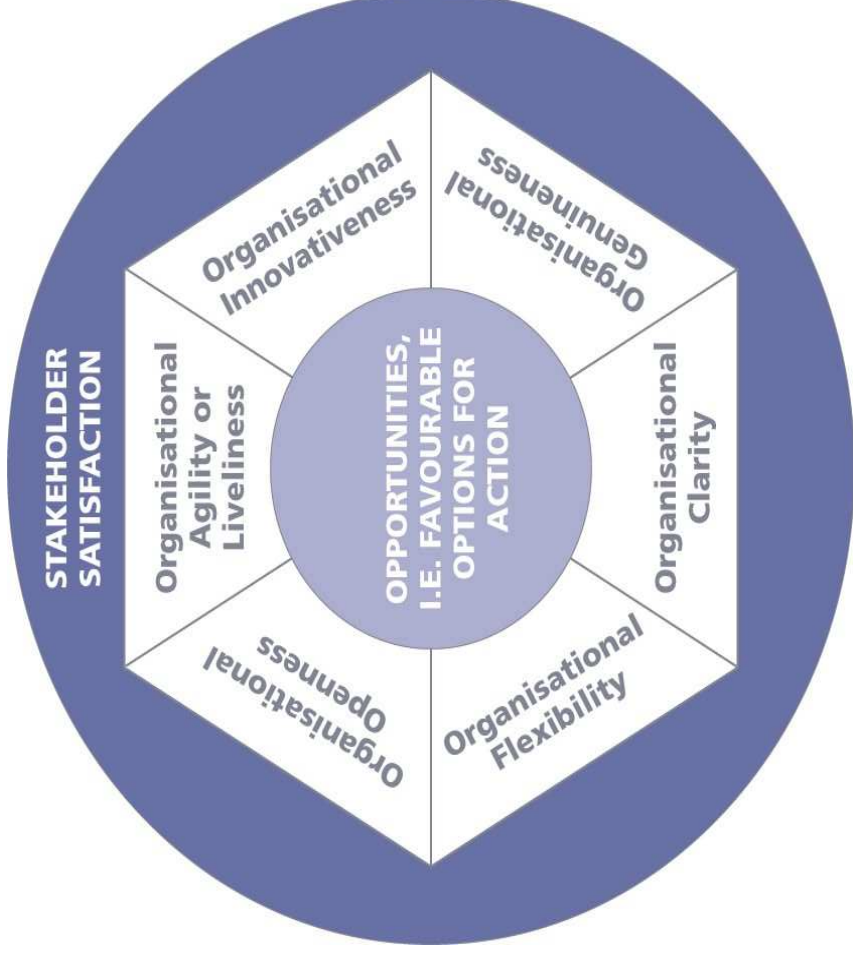 STAKEHOLDER
SATISFACTION
Organisational
Agility or
Liveliness
Organisational
Innovativeness
Organisational
Genuineness
Organisational
Clarity
Organisational
Flexibility
Organisational
Openness
OPPORTUNITIES,
I.E. FAVOURABLE
OPTIONS FOR
ACTION